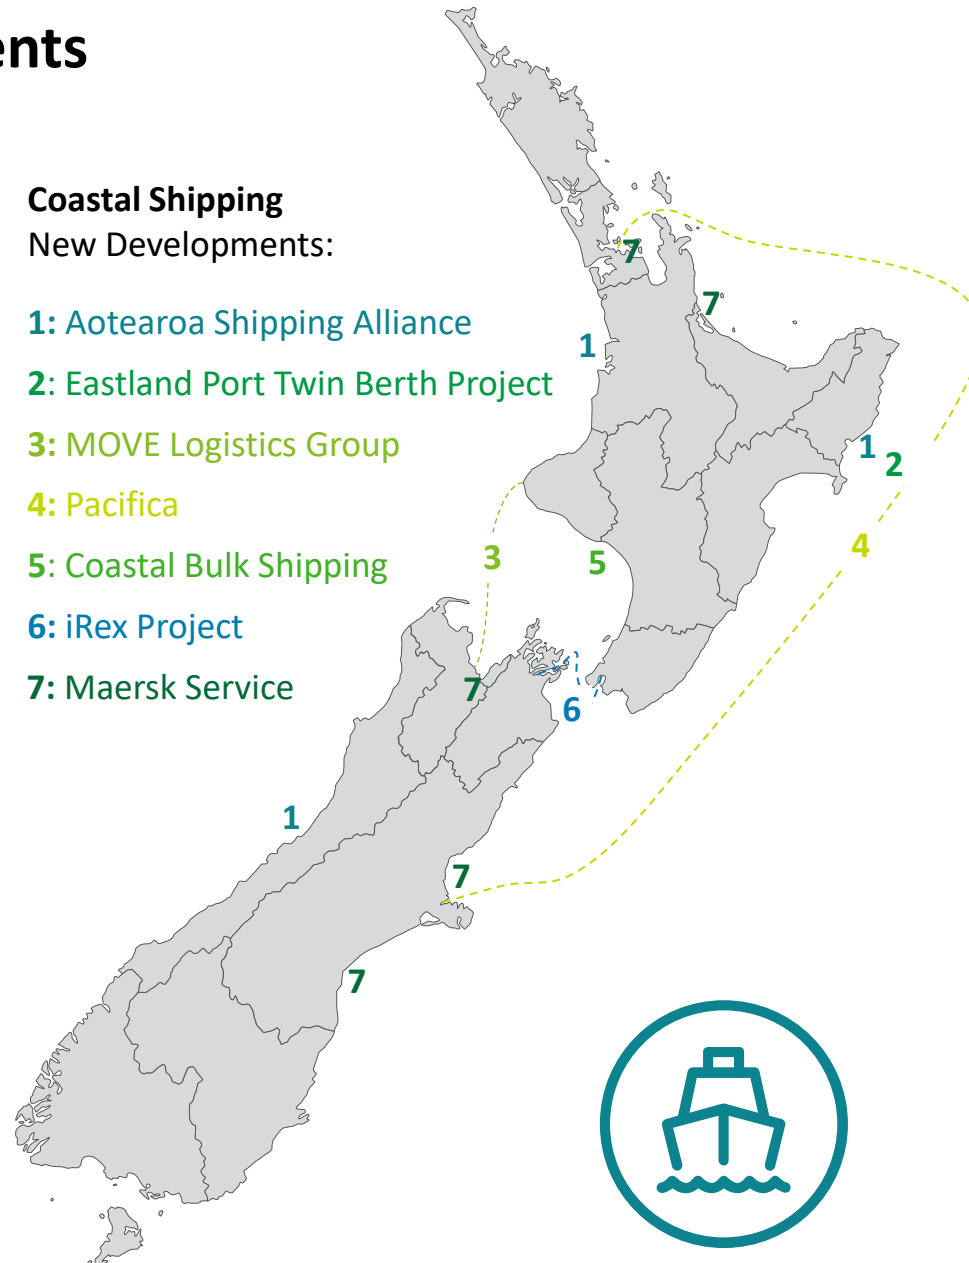 ents
Coastal Shipping
New Developments:
1: Aotearoa Shipping Alliance
2: Eastland Port Twin Berth Project
3: MOVE Logistics Group
4: Pacifica
5: Coastal Bulk Shipping
6: iRex Project
7: Maersk Service
7
7
1
1
2
4
3
5
7
6
1
7
7